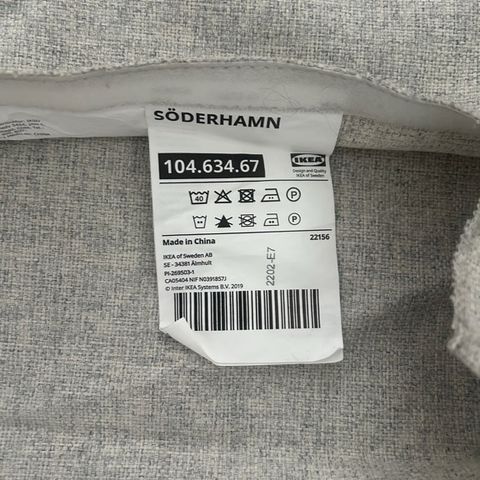 SÖDERHAMN
104.634.67
IKEA
Design and Quality
IKEA of Sweden
40 P
P
Made in China 22156
IKEA of Sweden AB
SE - 34381 Älmhult
PI-269503-1
CA05404 NIF N0391857J
© Inter IKEA Systems B.V. 2019
2202-E7